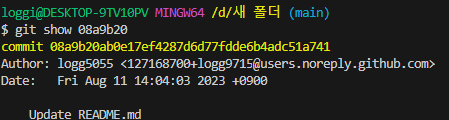 loggi@DESKTOP-9TV10PV MINGW64 /d/새 폴더 (main)
$ git show 08a9b20
commit 08a9b20ab0e17ef4287d6d77fdde6b4adc51a741
Author: logg5055 <127168700+logg9715@users.noreply.github.com>
Date:   Fri Aug 11 14:04:03 2023 +0900
    Update README.md